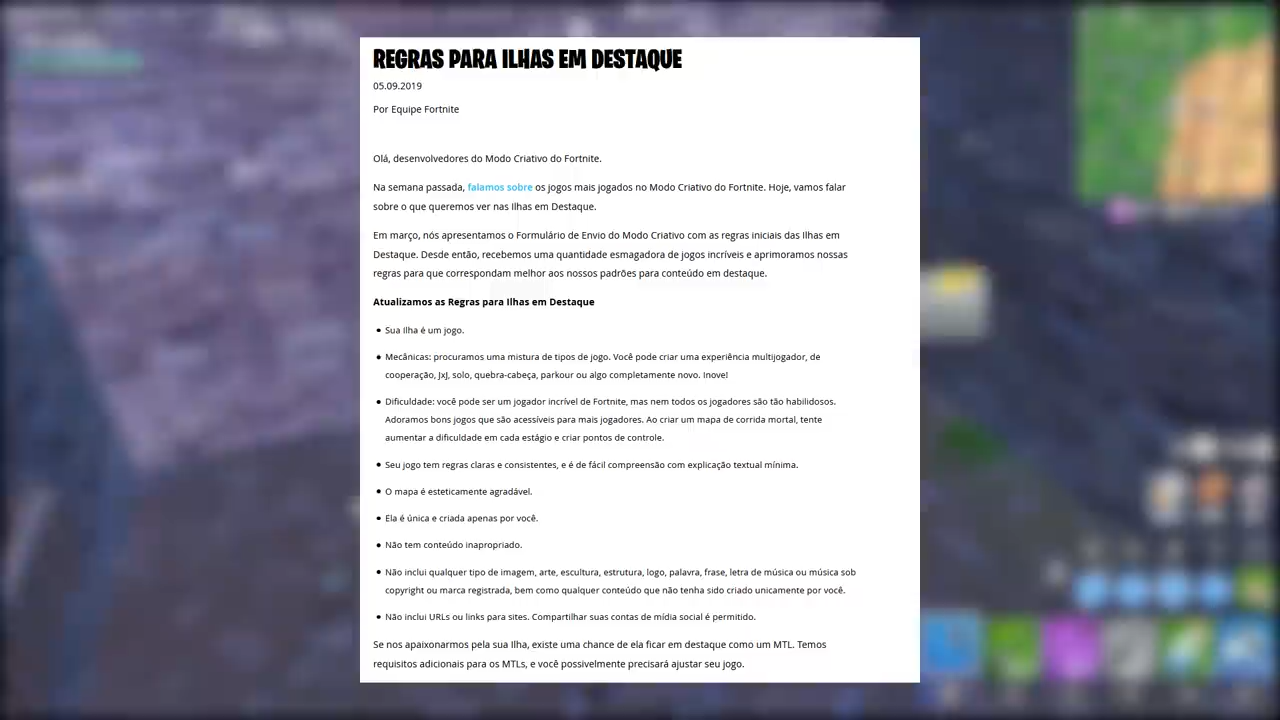 REGRAS PARA ILHAS EM DESTAQUE
05.09.2019
Por Equipe Fortnite
Olá, desenvolvedores do Modo Criativo do Fortnite.
Na semana passada, falamos sobre os jogos mais jogados no Modo Criativo do Fortnite. Hoje, vamos falar
sobre o que queremos ver nas Ilhas em Destaque.
Em março, nós apresentamos o Formulário de Envio do Modo Criativo com as regras iniciais das Ilhas em
Destaque. Desde então, recebemos uma quantidade esmagadora de jogos incríveis e aprimoramos nossas
regras para que correspondam melhor aos nossos padrões para conteúdo em destaque.
Atualizamos as Regras para Ilhas em Destaque
• Sua Ilha é um jogo.
• Mecânicas: procuramos uma mistura de tipos de jogo. Você pode criar uma experiência multijogador, de
cooperação, JxJ, solo, quebra-cabeça, parkour ou algo completamente novo. Inove!
• Dificuldade: você pode ser um jogador incrível de Fortnite, mas nem todos os jogadores são tão habilidosos.
Adoramos bons jogos que são acessíveis para mais jogadores. Ao criar um mapa de corrida mortal, tente
aumentar a dificuldade em cada estágio e criar pontos de controle.
• Seu jogo tem regras claras e consistentes, e é de fácil compreensão com explicação textual mínima.
• O mapa é esteticamente agradável.
• Ela é única e criada apenas por você.
• Não tem conteúdo inapropriado.
• Não inclui qualquer tipo de imagem, arte, escultura, estrutura, logo, palavra, frase, letra de música ou música sob
copyright ou marca registrada, bem como qualquer conteúdo que não tenha sido criado unicamente por você.
• Não inclui URLs ou links para sites. Compartilhar suas contas de mídia social é permitido.
Se nos apaixonarmos pela sua Ilha, existe uma chance de ela ficar em destaque como um MTL. Temos
requisitos adicionais para os MTLs, e você possivelmente precisará ajustar seu jogo.